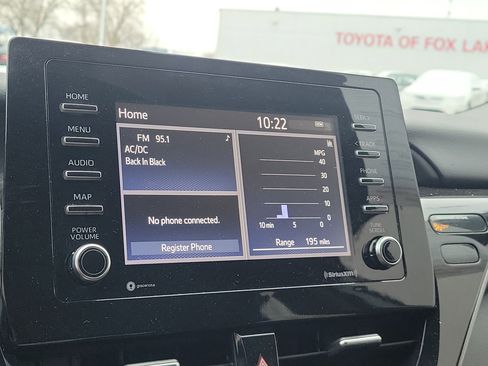 TOYOTA OF FOX LAK
HOME
MENU
AUDIO
MAP
POWER
VOLUME
Home
10:22
FM 95.1
AC/DC
Back In Black
No phone connected.
Register Phone
MPG
40
30
20
10
0
10 min 5 0
Range 195 miles
SEEK >
< TRACK
PHONE
APPS
TUNE
SCROLL
gracenote
SiriusXM